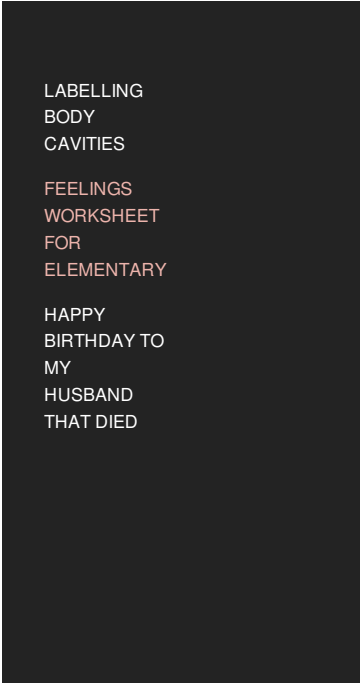 LABELLING
BODY
CAVITIES
FEELINGS
WORKSHEET
FOR
ELEMENTARY
HAPPY
BIRTHDAY TO
MY
HUSBAND
THAT DIED